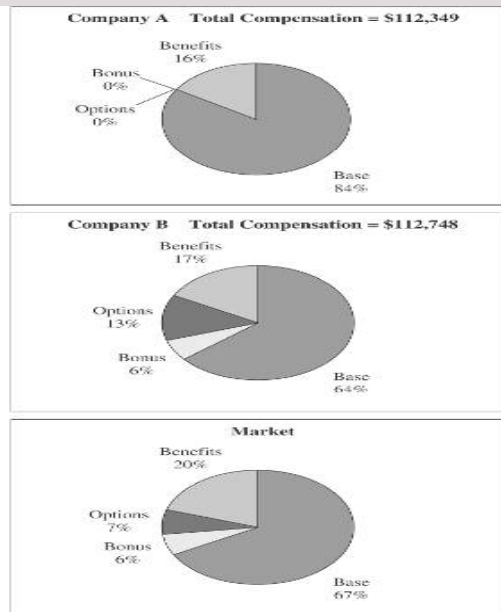 Company A Total Compensation = $112,349
Benefits
16%
Bonus
0%
Options
0%
Base
84%
Company B Total Compensation = $112,748
Benefits
17%
Options
13%
Bonus
6%
Base
64%
Market
Benefits
20%
Options
7%
Bonus
6%
Base
67%